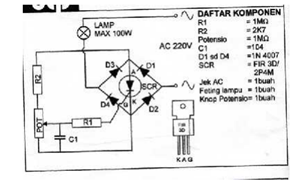 LAMP
MAX 100W
AC 220V
D3
D1
A
SCR
G
K
D4
D2
R2
POT
R1
C1
DAFTAR KOMPONEN
R1 = 1MΩ
R2 = 2K7
Potensio = 1MΩ
C1 = 104
D1 sd D4 = 1N 4007
SCR = FIR 3D/
2P4M
Jek AC = 1buah
Feting lampu = 1buah
Knop Potensio = 1buah
K A G